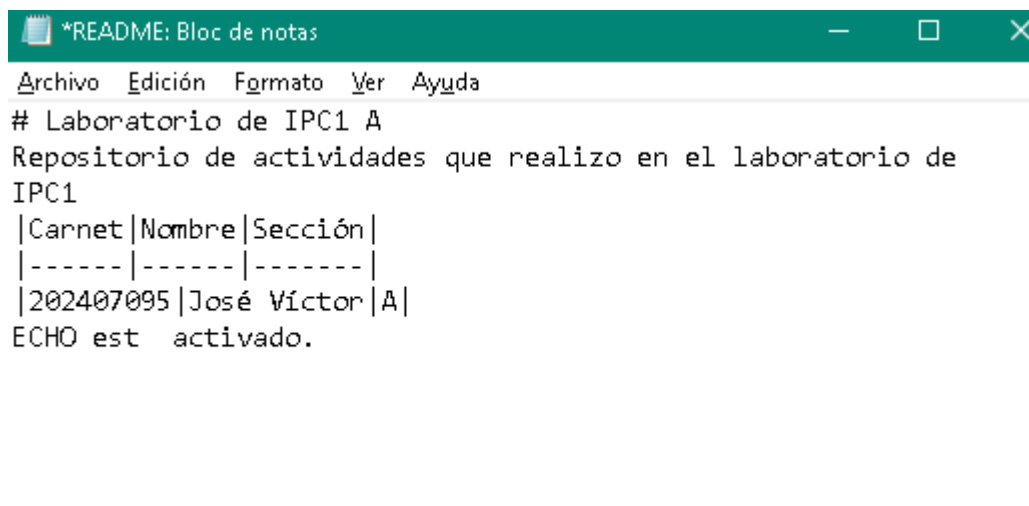 *README: Bloc de notas
Archivo Edición Formato Ver Ayuda
# Laboratorio de IPC1 A
Repositorio de actividades que realizo en el laboratorio de
IPC1
|Carnet|Nombre|Sección|
|------|------|-------|
|202407095|José Víctor|A|
ECHO est  activado.